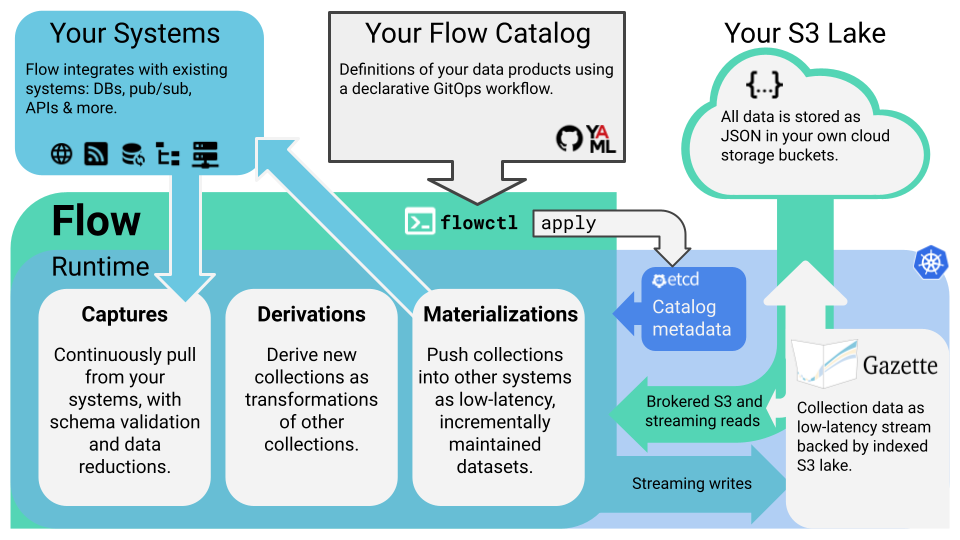 Your Systems
Flow integrates with existing
systems: DBs, pub/sub,
APIs & more.
Your Flow Catalog
Definitions of your data products using
a declarative GitOps workflow.
YA
ML
Your S3 Lake
{...}
All data is stored as
JSON in your own cloud
storage buckets.
Flow
Runtime
flowctl
apply
etcd
Catalog
metadata
Captures
Continuously pull
from your
systems, with
schema validation
and data
reductions.
Derivations
Derive new
collections as
transformations
of other
collections.
Materializations
Push collections
into other systems
as low-latency,
incrementally
maintained
datasets.
Brokered S3 and
streaming reads
Streaming writes
Gazette
Collection data as
low-latency stream
backed by indexed
S3 lake.